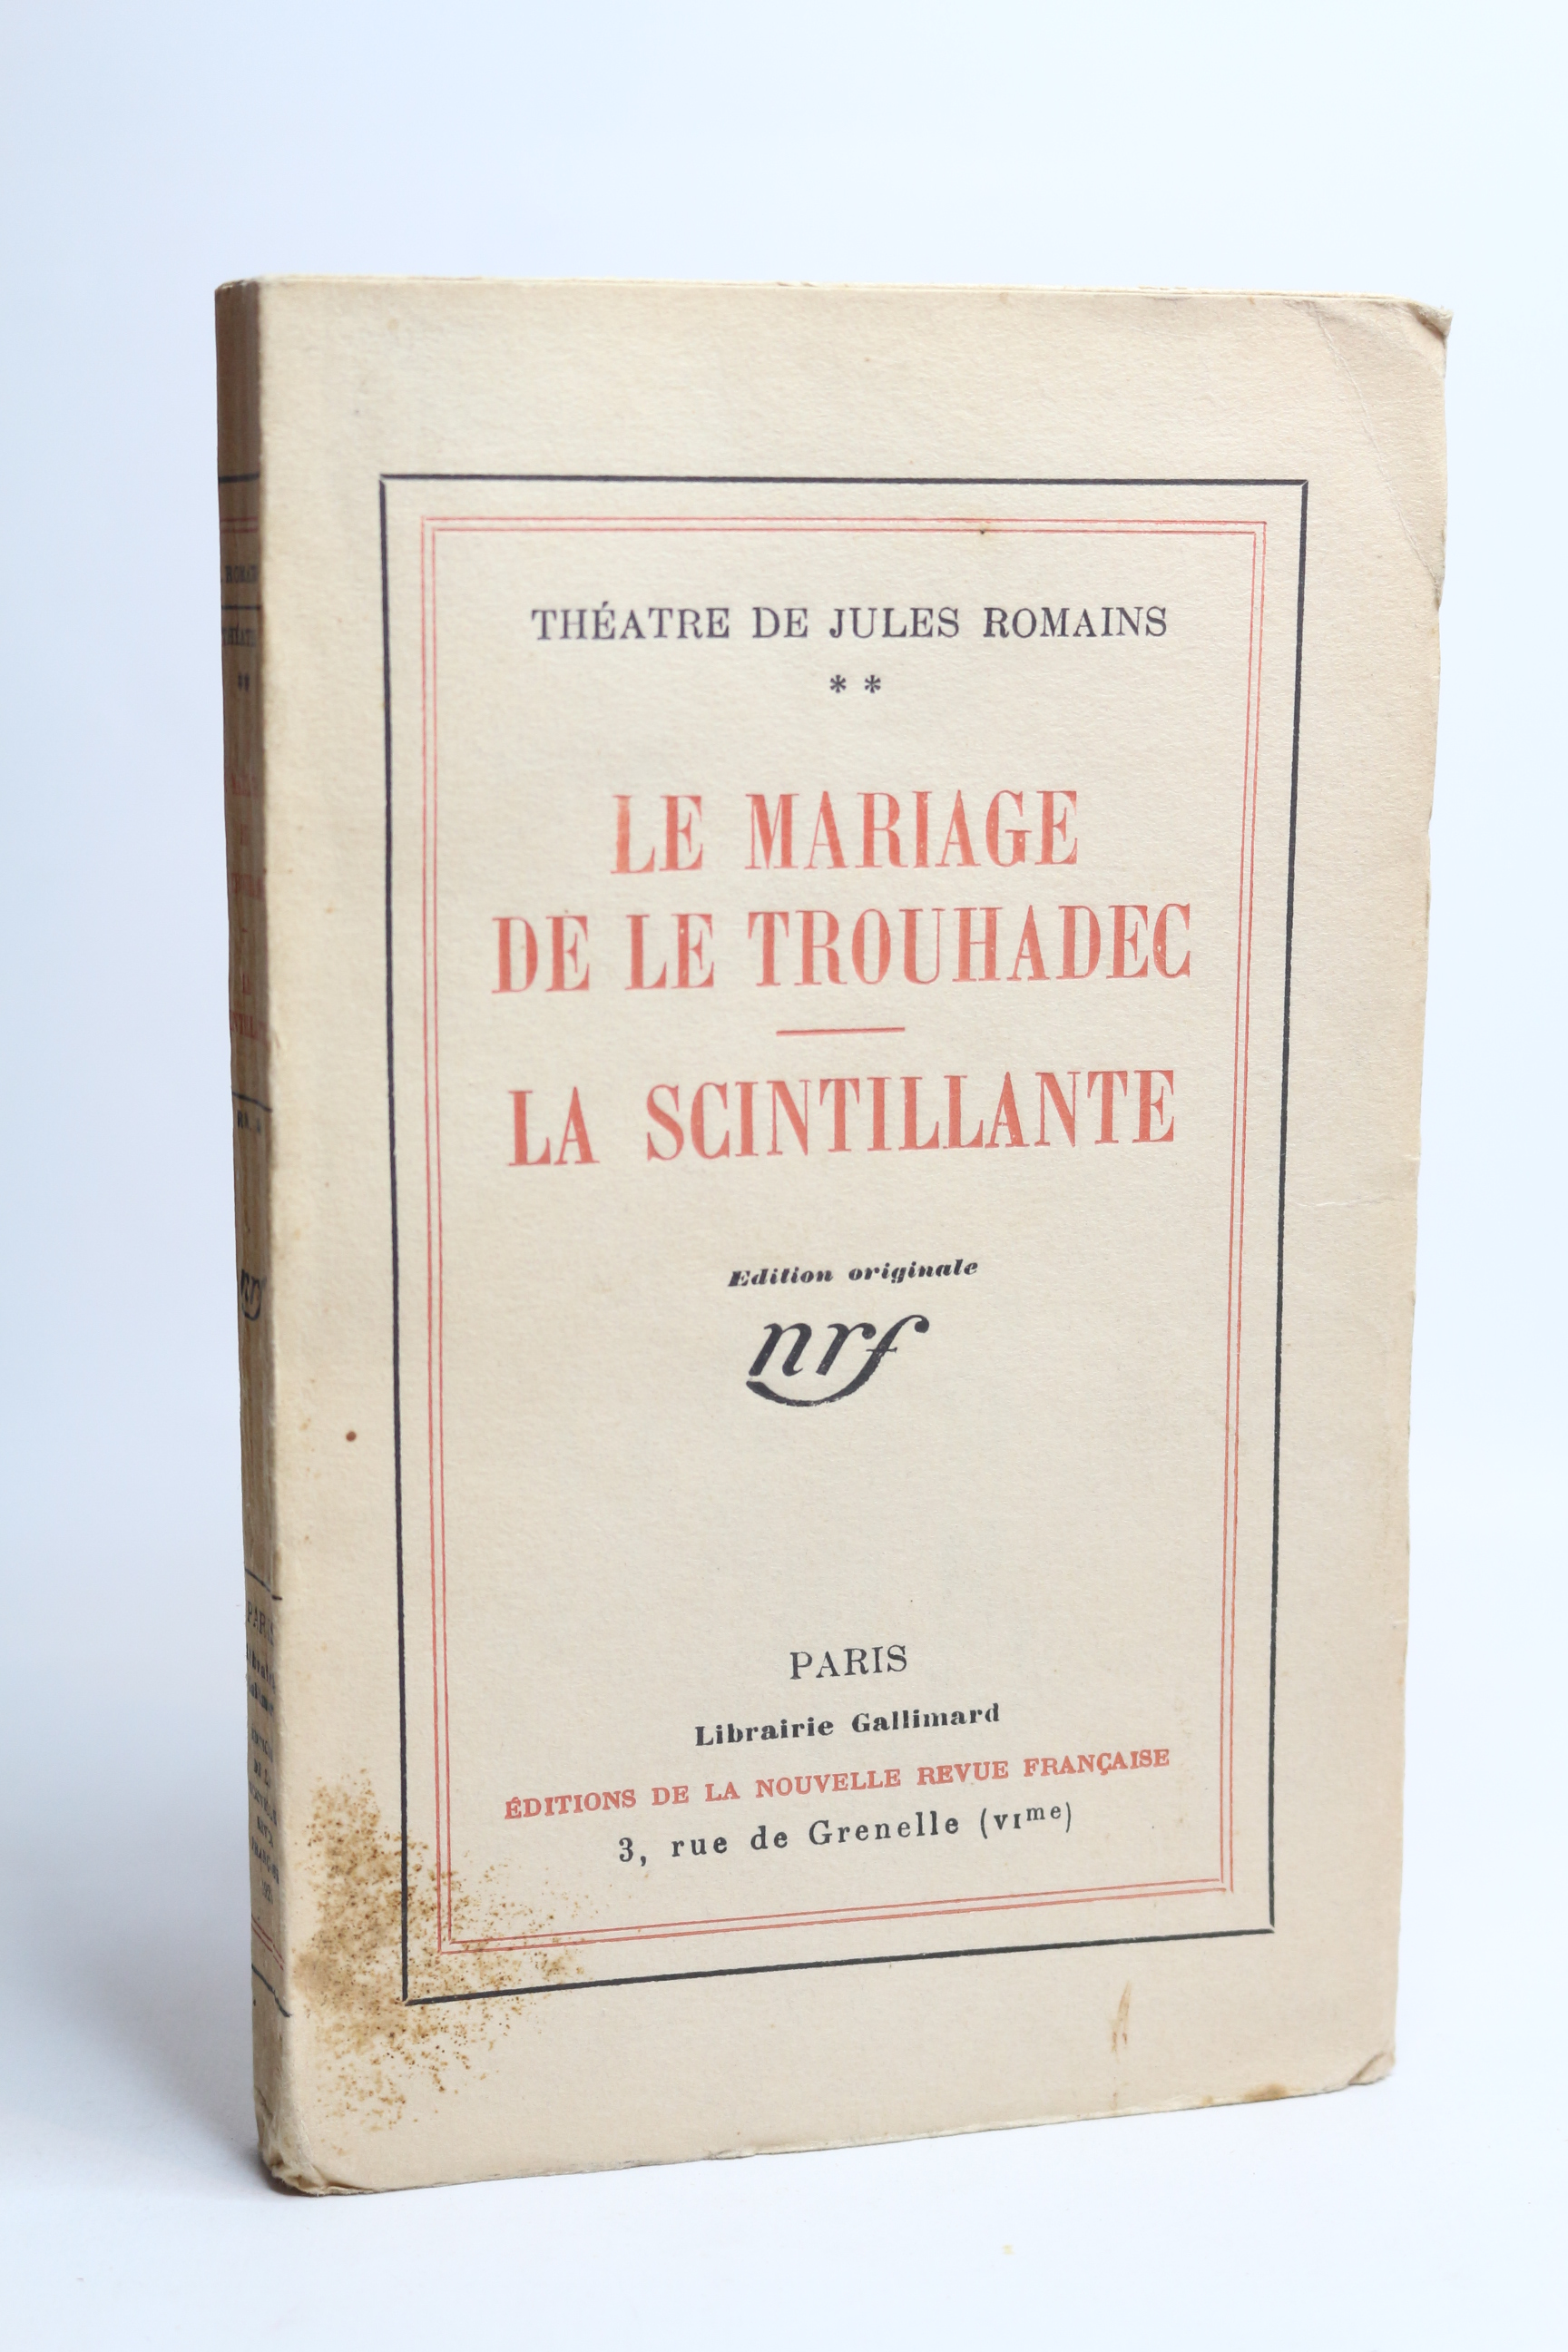 THÉATRE DE JULES ROMAINS
* *
LE MARIAGE
DE LE TROUHADEC
LA SCINTILLANTE
Edition originale
nrf
PARIS
Librairie Gallimard
ÉDITIONS DE LA NOUVELLE REVUE FRANÇAISE
3, rue de Grenelle (VIme)
**
nrf